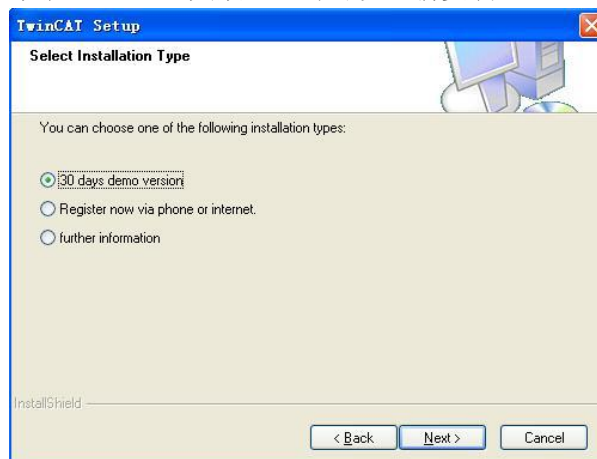 TwinCAT Setup
Select Installation Type
You can choose one of the following installation types:
30 days demo version
Register now via phone or internet.
further information
InstallShield
< Back Next > Cancel